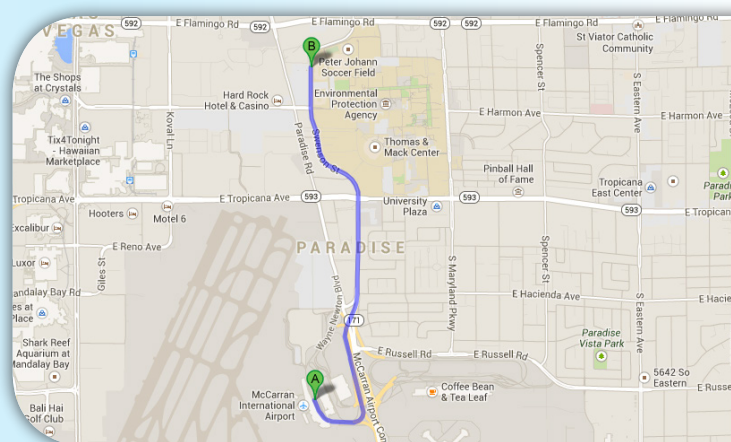 592
E Flamingo Rd
E Flamingo Rd
592
E Flamingo Rd
VEGAS
592
St Viator Catholic
Community
B
Peter Johann
Soccer Field
Spencer St
S Eastern Ave
The Shops
at Crystals
Hard Rock
Hotel & Casino
Environmental
Protection
Agency
E Harmon Ave
E Harmon Ave
Koval Ln
Paradise Rd
Swenson St
Tix4Tonight
- Hawaiian
Marketplace
Thomas &
Mack Center
Pinball Hall
of Fame
Tropicana
East Center
Paradi
Park
E Tropicana Ave
593
593
593
E Tropicana
Hooters
Motel 6
University
Plaza
Excalibur
E Reno Ave
PARADISE
Luxor
Giles St
Spencer St
S Maryland Pkwy
andalay Bay Rd
E Hacienda Ave
es at
Place
Wayne Newton Blvd
S Eastern Ave
171
Shark Reef
Aquarium at
Mandalay Bay
Paradise
Vista Park
E Russell Rd
E Russell Rd
A
McCarran
International
Airport
McCarran Airport Con
Coffee Bean
& Tea Leaf
5642 So
Eastern
Bali Hai
Golf Club